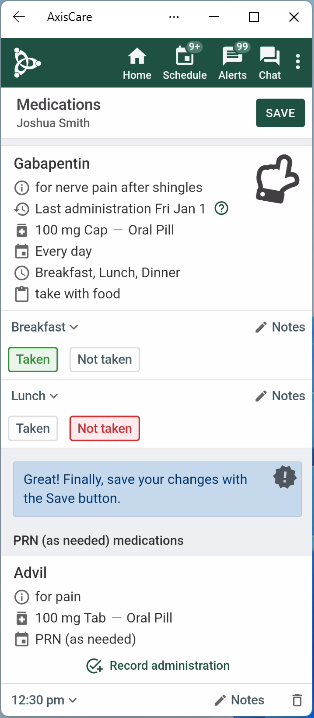 AxisCare
9+ 99
Home Schedule Alerts Chat
Medications
Joshua Smith
SAVE
Gabapentin
for nerve pain after shingles
Last administration Fri Jan 1
100 mg Cap — Oral Pill
Every day
Breakfast, Lunch, Dinner
take with food
Breakfast Notes
Taken Not taken
Lunch Notes
Taken Not taken
Great! Finally, save your changes with
the Save button.
PRN (as needed) medications
Advil
for pain
100 mg Tab — Oral Pill
PRN (as needed)
Record administration
12:30 pm Notes